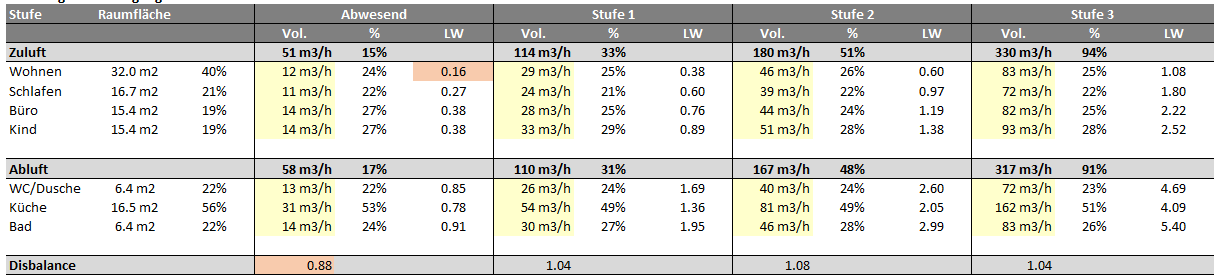 Stufe Raumfläche Abwesend Stufe 1 Stufe 2 Stufe 3
Vol. % LW Vol. % LW Vol. % LW Vol. % LW
Zuluft 51 m3/h 15% 114 m3/h 33% 180 m3/h 51% 330 m3/h 94%
Wohnen 32.0 m2 40% 12 m3/h 24% 0.16 29 m3/h 25% 0.38 46 m3/h 26% 0.60 83 m3/h 25% 1.08
Schlafen 16.7 m2 21% 11 m3/h 22% 0.27 24 m3/h 21% 0.60 39 m3/h 22% 0.97 72 m3/h 22% 1.80
Büro 15.4 m2 19% 14 m3/h 27% 0.38 28 m3/h 25% 0.76 44 m3/h 24% 1.19 82 m3/h 25% 2.22
Kind 15.4 m2 19% 14 m3/h 27% 0.38 33 m3/h 29% 0.89 51 m3/h 28% 1.38 93 m3/h 28% 2.52
Abluft 58 m3/h 17% 110 m3/h 31% 167 m3/h 48% 317 m3/h 91%
WC/Dusche 6.4 m2 22% 13 m3/h 22% 0.85 26 m3/h 24% 1.69 40 m3/h 24% 2.60 72 m3/h 23% 4.69
Küche 16.5 m2 56% 31 m3/h 53% 0.78 54 m3/h 49% 1.36 81 m3/h 49% 2.05 162 m3/h 51% 4.09
Bad 6.4 m2 22% 14 m3/h 24% 0.91 30 m3/h 27% 1.95 46 m3/h 28% 2.99 83 m3/h 26% 5.40
Disbalance 0.88 1.04 1.08 1.04